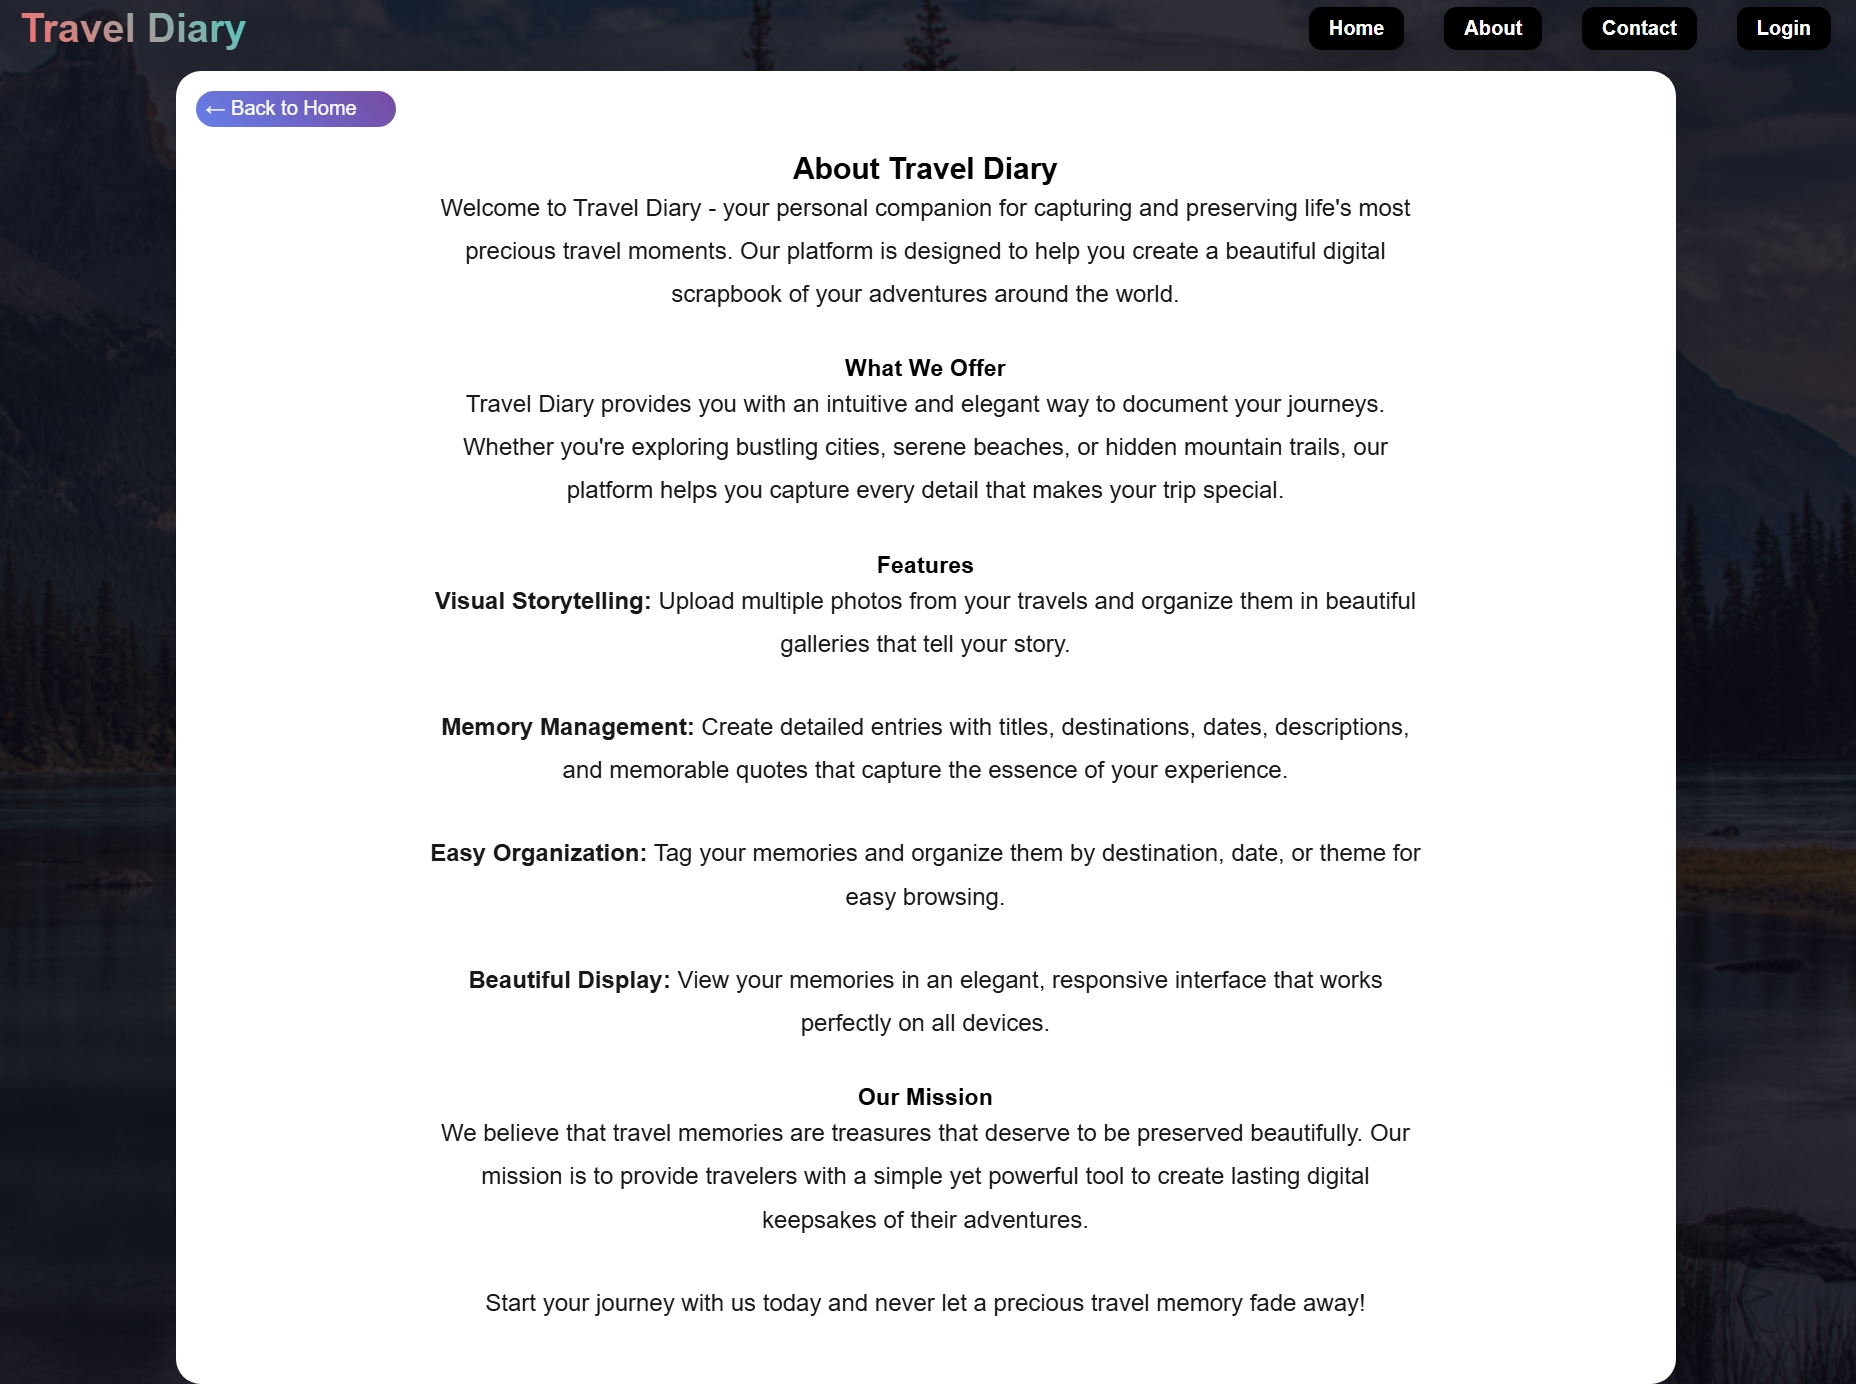 Travel Diary
Home
About
Contact
Login
← Back to Home
About Travel Diary
Welcome to Travel Diary - your personal companion for capturing and preserving life's most
precious travel moments. Our platform is designed to help you create a beautiful digital
scrapbook of your adventures around the world.
What We Offer
Travel Diary provides you with an intuitive and elegant way to document your journeys.
Whether you're exploring bustling cities, serene beaches, or hidden mountain trails, our
platform helps you capture every detail that makes your trip special.
Features
Visual Storytelling: Upload multiple photos from your travels and organize them in beautiful
galleries that tell your story.
Memory Management: Create detailed entries with titles, destinations, dates, descriptions,
and memorable quotes that capture the essence of your experience.
Easy Organization: Tag your memories and organize them by destination, date, or theme for
easy browsing.
Beautiful Display: View your memories in an elegant, responsive interface that works
perfectly on all devices.
Our Mission
We believe that travel memories are treasures that deserve to be preserved beautifully. Our
mission is to provide travelers with a simple yet powerful tool to create lasting digital
keepsakes of their adventures.
Start your journey with us today and never let a precious travel memory fade away!